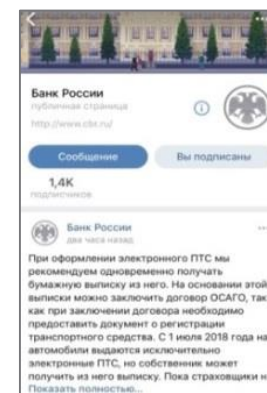 Банк России
публичная страница
http://www.cbr.ru/
Сообщение
Вы подписаны
1,4K
подписчиков
Банк России
два часа назад
При оформлении электронного ПТС мы
рекомендуем одновременно получать
бумажную выписку из него. На основании этой
выписки можно заключить договор ОСАГО, так
как при заключении договора необходимо
предоставить документ о регистрации
транспортного средства. С 1 июля 2018 года на
автомобили выдаются исключительно
электронные ПТС, но собственник может
получить из него выписку. Пока страховщики н
Показать полностью...